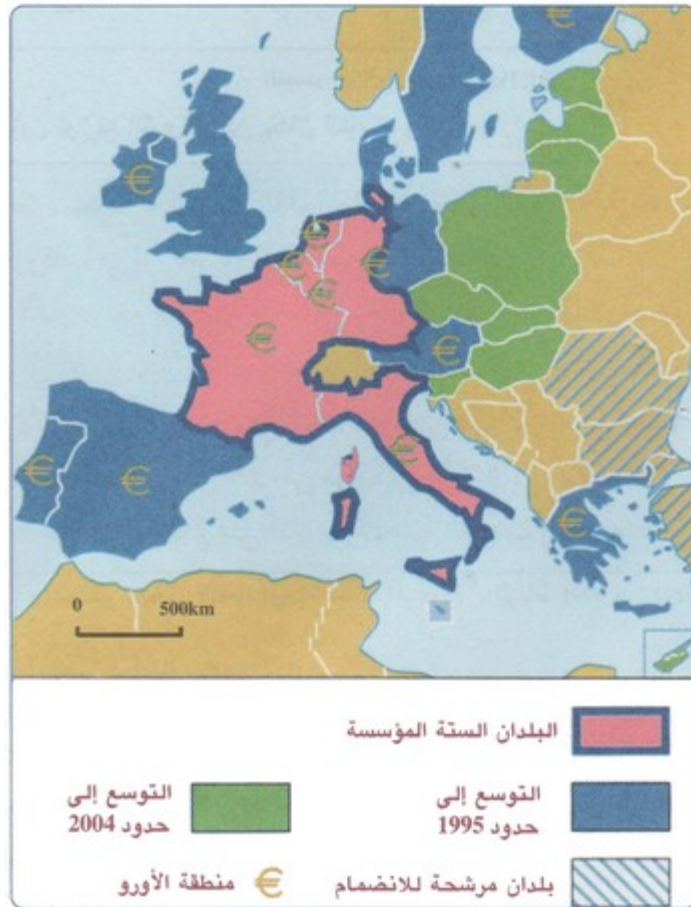 0 500km
البلدان الستة المؤسسة
التوسع إلى
حدود 1995
التوسع إلى
حدود 2004
بلدان مرشحة للانضمام
€ منطقة الأورو